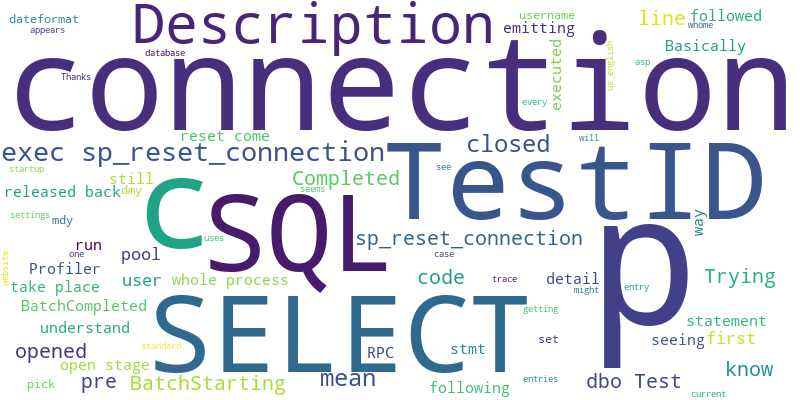 dateformat
appears
Description
username
emitting
line
followed
whome
database
connection
Basically
Thanks
executed
us_english
asp
every
reset come
will
exec sp_reset_connection
closed
TestID
see
startup
still
Completed
seems
c
SQL
released back
dmy
settings
mdy
p
way
run
uses
sp_reset_connection
one
pool
case
website
Profiler
user
whole process
code
trace
detail
Trying
take place
might
entry
BatchCompleted
SELECT
getting
statement
understand
set
seeing
first
standard
opened
RPC
stmt
open stage
know
pick
pre
BatchStarting
mean
following
entries
dbo Test
current